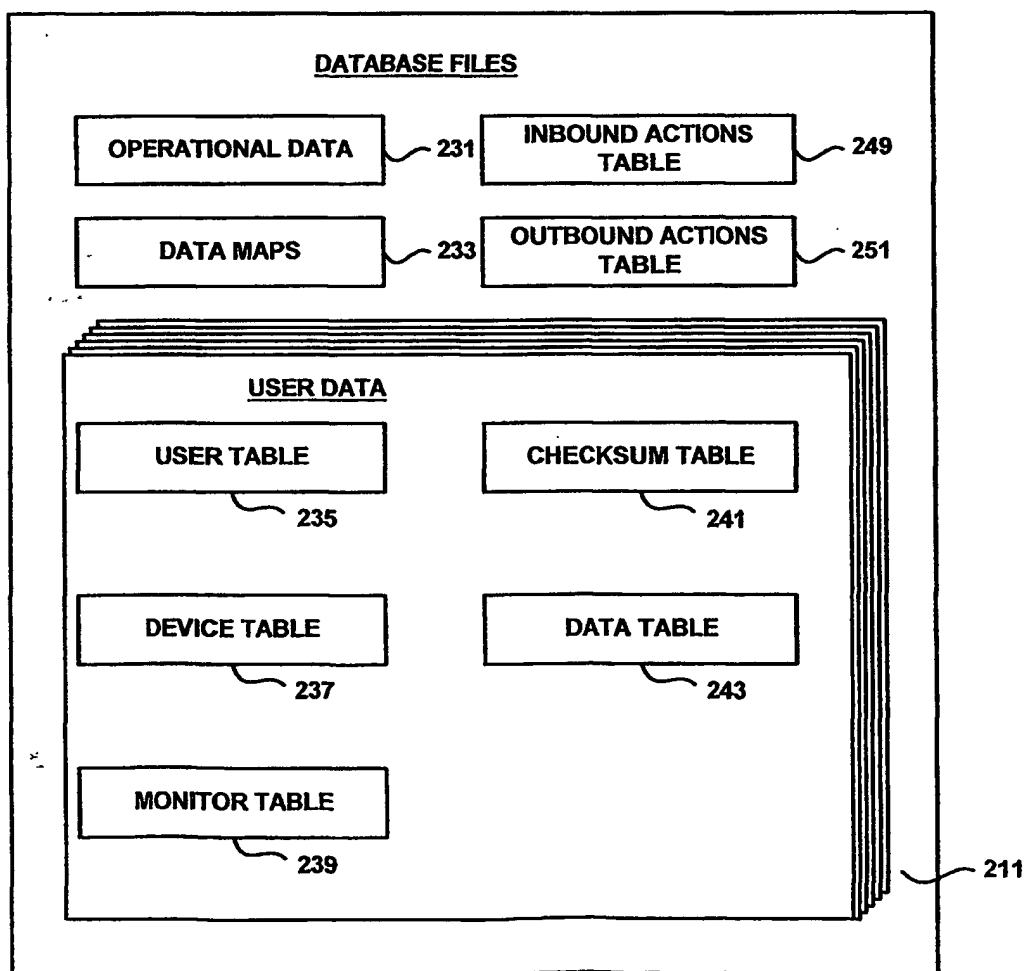 DATABASE FILES
OPERATIONAL DATA
231
INBOUND ACTIONS
TABLE
249
DATA MAPS
233
OUTBOUND ACTIONS
TABLE
251
USER DATA
USER TABLE
235
CHECKSUM TABLE
241
DEVICE TABLE
237
DATA TABLE
243
MONITOR TABLE
239
211